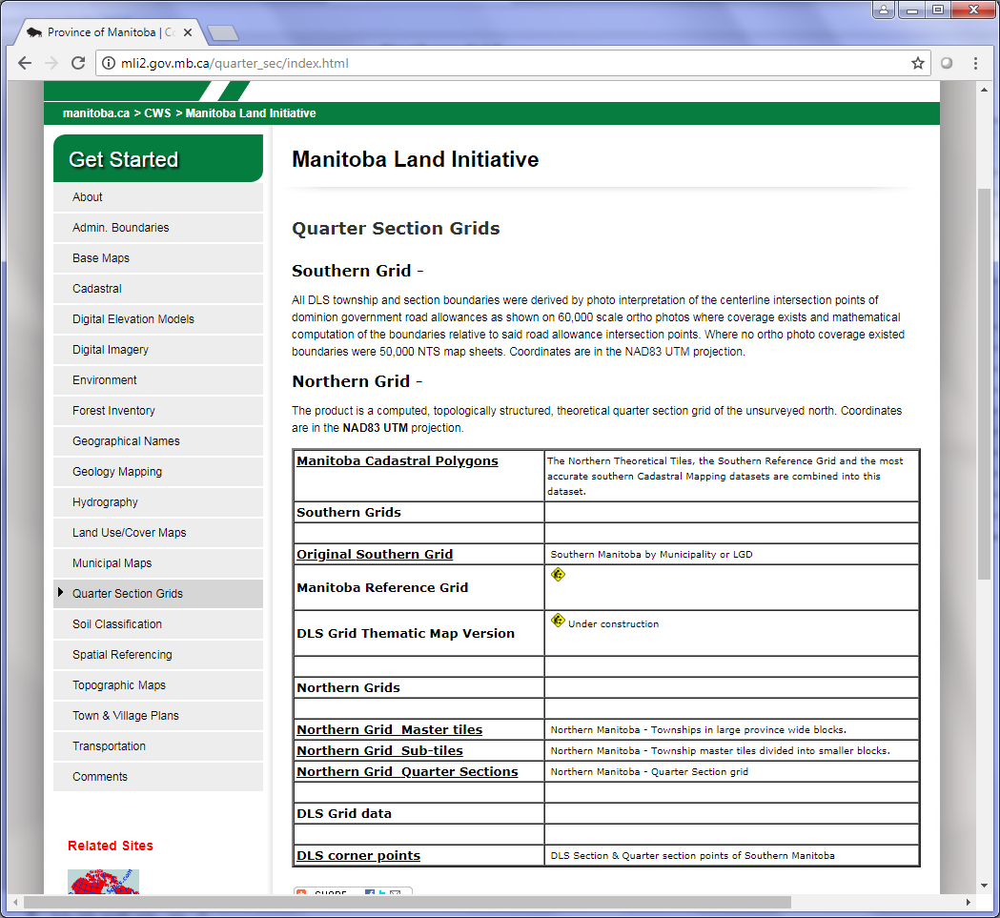 Province of Manitoba | Co
mli2.gov.mb.ca/quarter_sec/index.html
manitoba.ca > CWS > Manitoba Land Initiative
Get Started
About
Admin. Boundaries
Base Maps
Cadastral
Digital Elevation Models
Digital Imagery
Environment
Forest Inventory
Geographical Names
Geology Mapping
Hydrography
Land Use/Cover Maps
Municipal Maps
Quarter Section Grids
Soil Classification
Spatial Referencing
Topographic Maps
Town & Village Plans
Transportation
Comments
Related Sites
Manitoba Land Initiative
Quarter Section Grids
Southern Grid -
All DLS township and section boundaries were derived by photo interpretation of the centerline intersection points of
dominion government road allowances as shown on 60,000 scale ortho photos where coverage exists and mathematical
computation of the boundaries relative to said road allowance intersection points. Where no ortho photo coverage existed
boundaries were 50,000 NTS map sheets. Coordinates are in the NAD83 UTM projection.
Northern Grid -
The product is a computed, topologically structured, theoretical quarter section grid of the unsurveyed north. Coordinates
are in the NAD83 UTM projection.
Manitoba Cadastral Polygons
The Northern Theoretical Tiles, the Southern Reference Grid and the most
accurate southern Cadastral Mapping datasets are combined into this
dataset.
Southern Grids
Original Southern Grid
Southern Manitoba by Municipality or LGD
Manitoba Reference Grid
DLS Grid Thematic Map Version
Under construction
Northern Grids
Northern Grid Master tiles
Northern Manitoba - Townships in large province wide blocks.
Northern Grid Sub-tiles
Northern Manitoba - Township master tiles divided into smaller blocks.
Northern Grid Quarter Sections
Northern Manitoba - Quarter Section grid
DLS Grid data
DLS corner points
DLS Section & Quarter section points of Southern Manitoba
SHARE